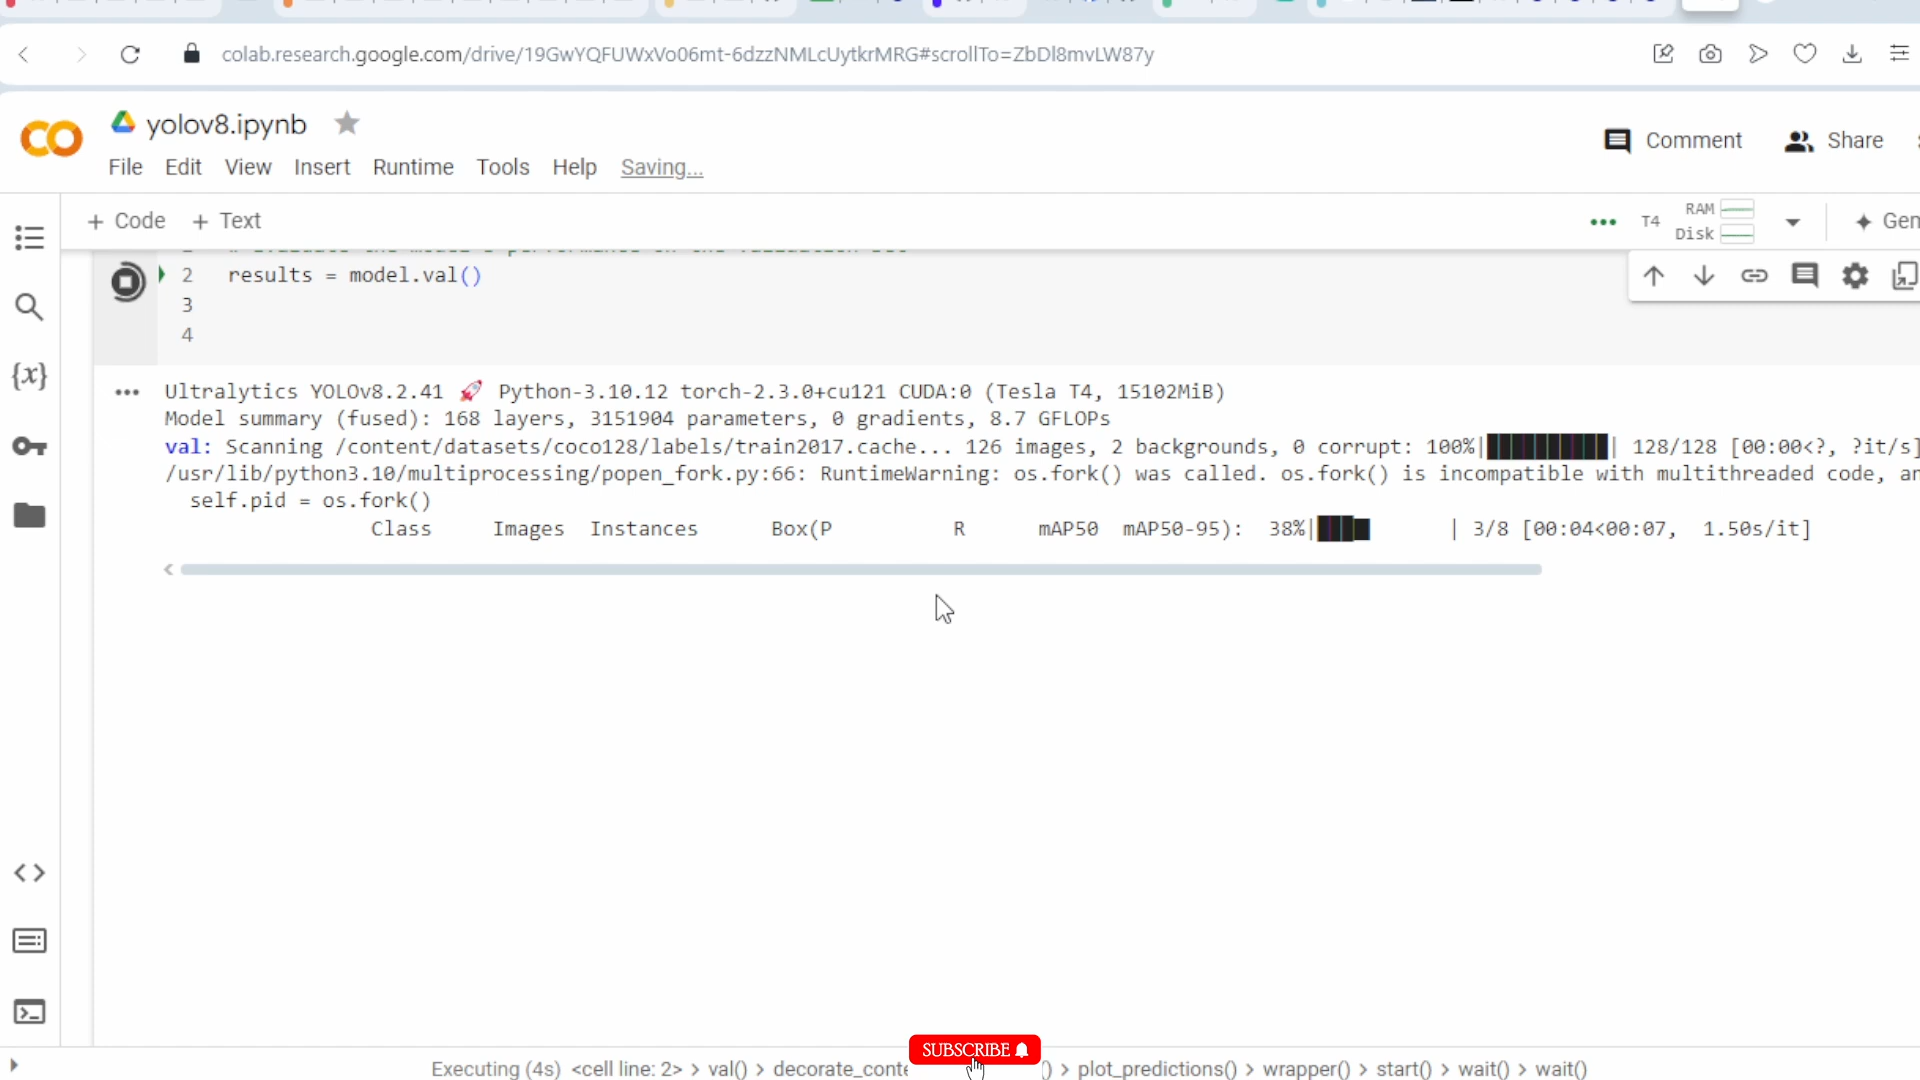 colab.research.google.com/drive/19GwYQFUWxVo06mt-6dzzNMLcUytkrMRG#scrollTo=ZbDl8mvLW87y
yolov8.ipynb
Comment Share
File Edit View Insert Runtime Tools Help Saving...
+ Code + Text
T4 RAM Disk
Gen
2 results = model.val()
3
4
Ultralytics YOLOv8.2.41 🚀 Python-3.10.12 torch-2.3.0+cu121 CUDA:0 (Tesla T4, 15102MiB)
Model summary (fused): 168 layers, 3151904 parameters, 0 gradients, 8.7 GFLOPs
val: Scanning /content/datasets/coco128/labels/train2017.cache... 126 images, 2 backgrounds, 0 corrupt: 100%|██████████| 128/128 [00:00<?, ?it/s]
/usr/lib/python3.10/multiprocessing/popen_fork.py:66: RuntimeWarning: os.fork() was called. os.fork() is incompatible with multithreaded code, an
self.pid = os.fork()
Class Images Instances Box(P R mAP50 mAP50-95): 38%|███▊ | 3/8 [00:04<00:07, 1.50s/it]
SUBSCRIBE
Executing (4s) <cell line: 2> > val() > decorate_conte ) > plot_predictions() > wrapper() > start() > wait() > wait()